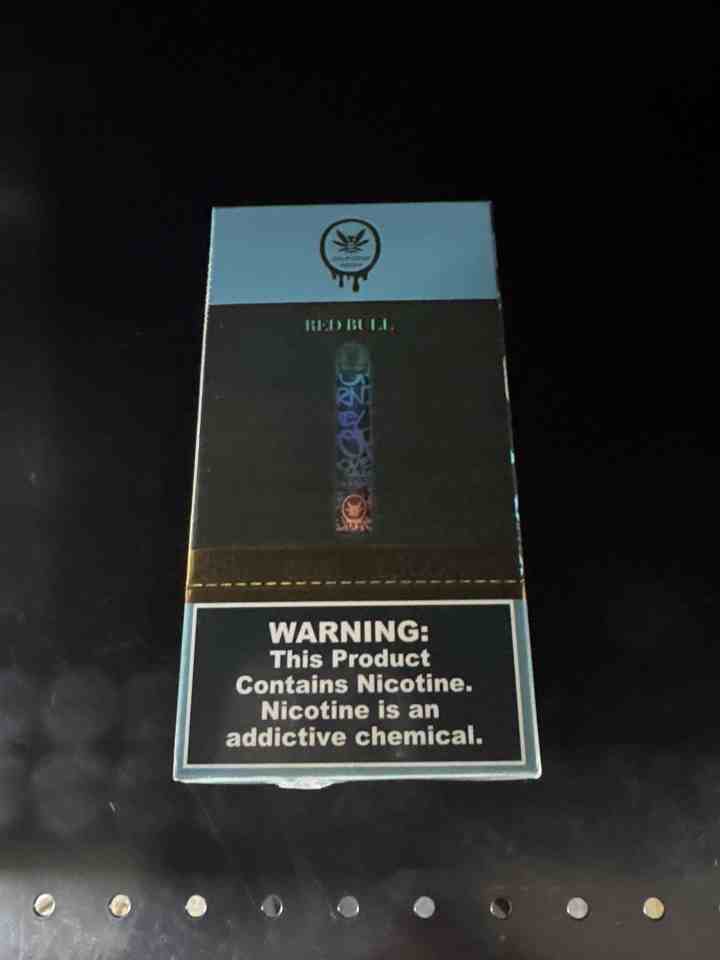 RED BULL
WARNING:
This Product
Contains Nicotine.
Nicotine is an
addictive chemical.